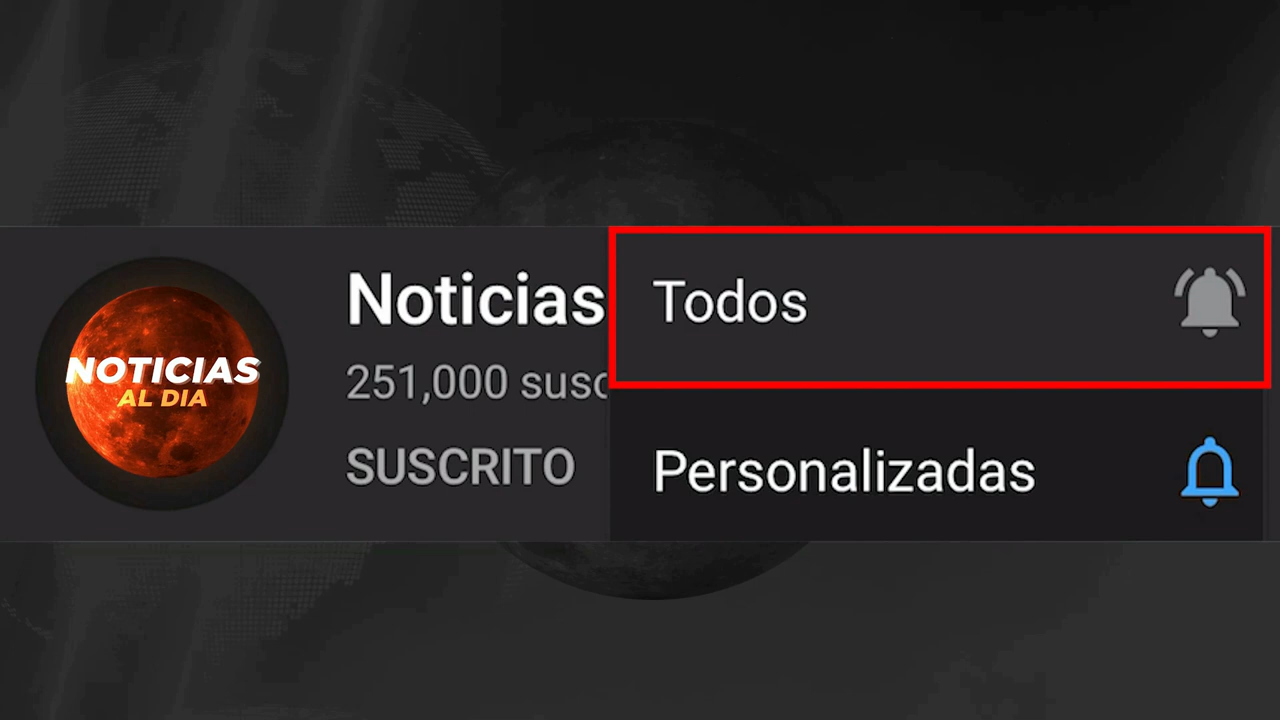 NOTICIAS
AL DIA
Noticias
251,000 susc
SUSCRITO
Todos
Personalizadas